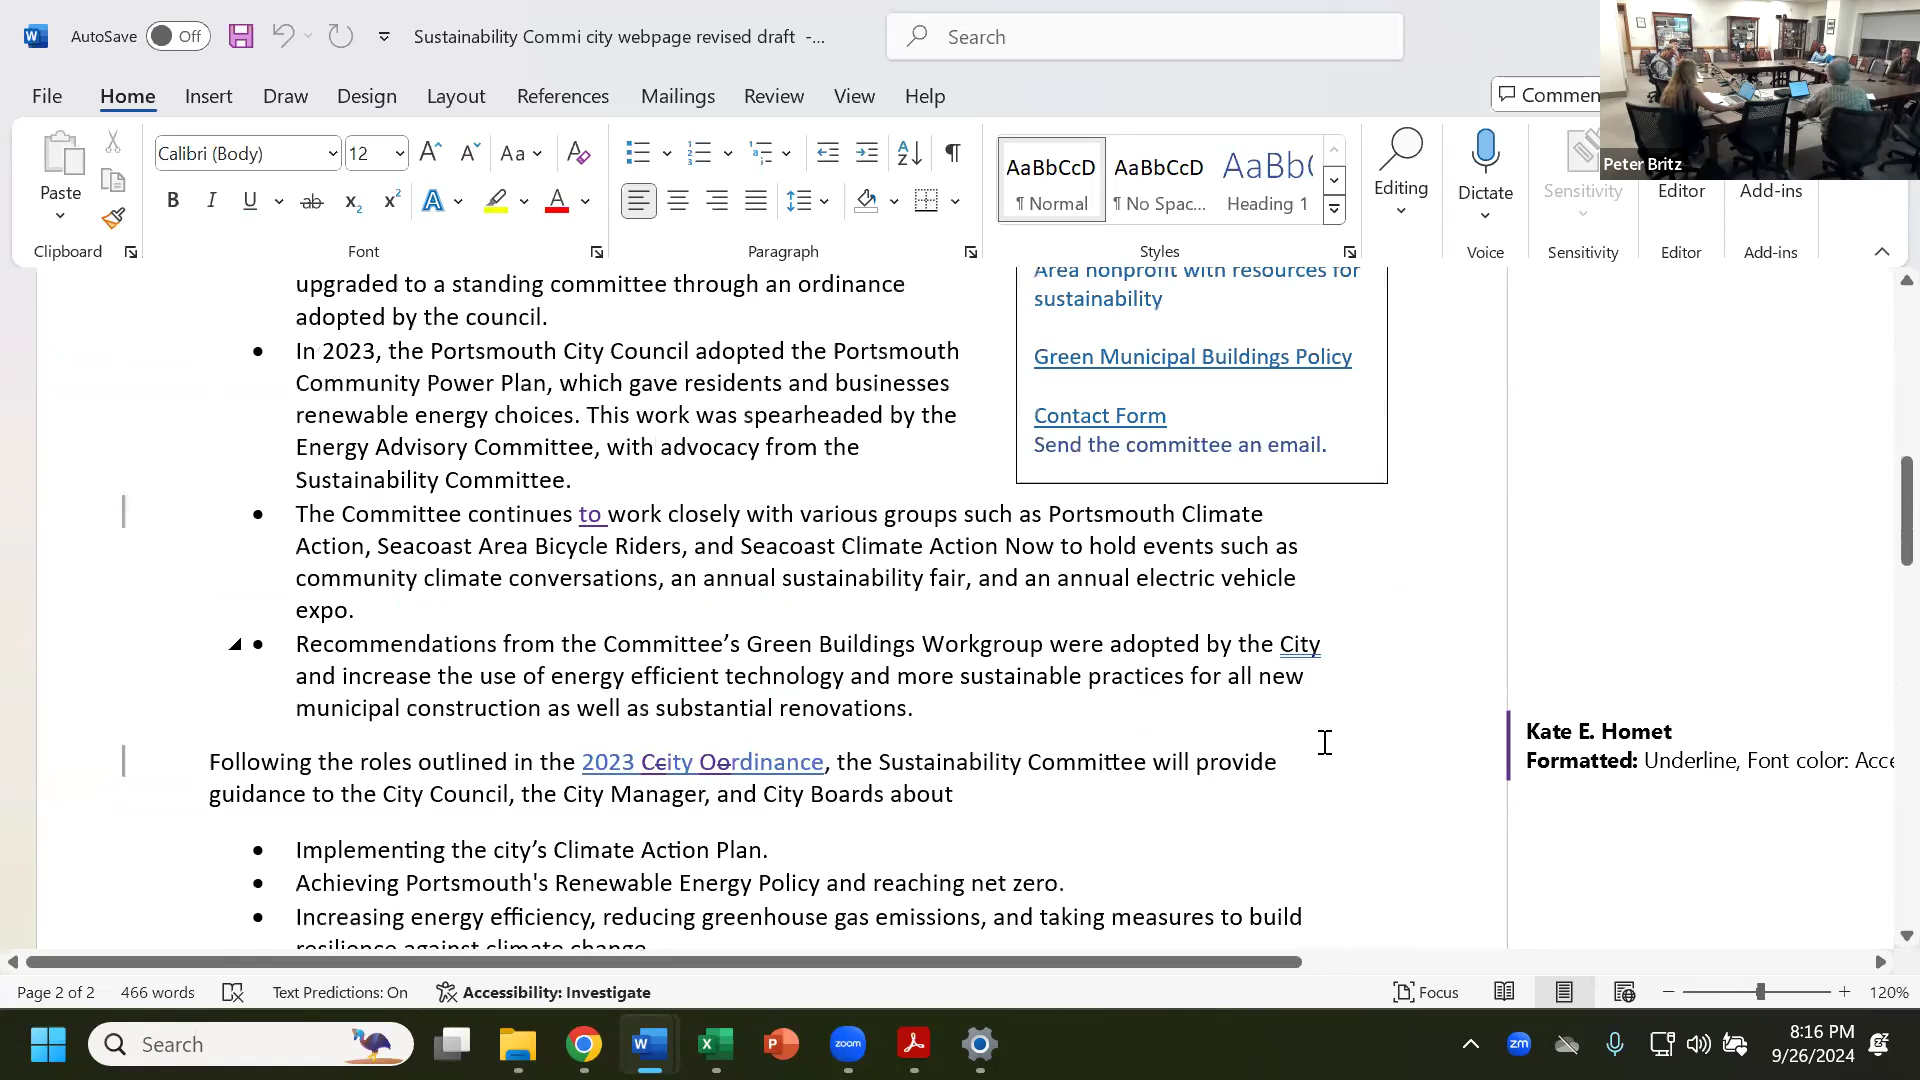 AutoSave Off Sustainability Commi city webpage revised draft -... Search
File Home Insert Draw Design Layout References Mailings Review View Help Commen
Peter Britz
Paste Calibri (Body) 12 Aa AaBbCcD AaBbCcD AaBb(
¶ Normal ¶ No Spac... Heading 1
Editing Dictate Sensitivity Editor Add-ins
Clipboard Font Paragraph Styles Voice Sensitivity Editor Add-ins
upgraded to a standing committee through an ordinance
adopted by the council.
• In 2023, the Portsmouth City Council adopted the Portsmouth
Community Power Plan, which gave residents and businesses
renewable energy choices. This work was spearheaded by the
Energy Advisory Committee, with advocacy from the
Sustainability Committee.
Area nonprofit with resources for
sustainability
Green Municipal Buildings Policy
Contact Form
Send the committee an email.
• The Committee continues to work closely with various groups such as Portsmouth Climate
Action, Seacoast Area Bicycle Riders, and Seacoast Climate Action Now to hold events such as
community climate conversations, an annual sustainability fair, and an annual electric vehicle
expo.
• Recommendations from the Committee’s Green Buildings Workgroup were adopted by the City
and increase the use of energy efficient technology and more sustainable practices for all new
municipal construction as well as substantial renovations.
Following the roles outlined in the 2023 Ccity Oordinance, the Sustainability Committee will provide
guidance to the City Council, the City Manager, and City Boards about
• Implementing the city’s Climate Action Plan.
• Achieving Portsmouth's Renewable Energy Policy and reaching net zero.
• Increasing energy efficiency, reducing greenhouse gas emissions, and taking measures to build
resilience against climate change
Kate E. Homet
Formatted: Underline, Font color: Acce
Page 2 of 2 466 words Text Predictions: On Accessibility: Investigate Focus 120%
Search zoom zm 8:16 PM
9/26/2024